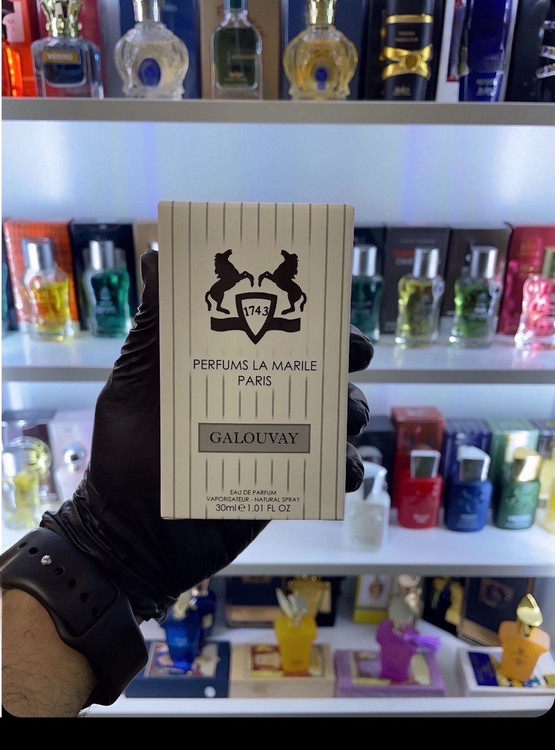 1743
PERFUMS LA MARILE
PARIS
GALOUVAY
EAU DE PARFUM
VAPORISATEUR - NATURAL SPRAY
30ml ℮ 1.01 FL OZ